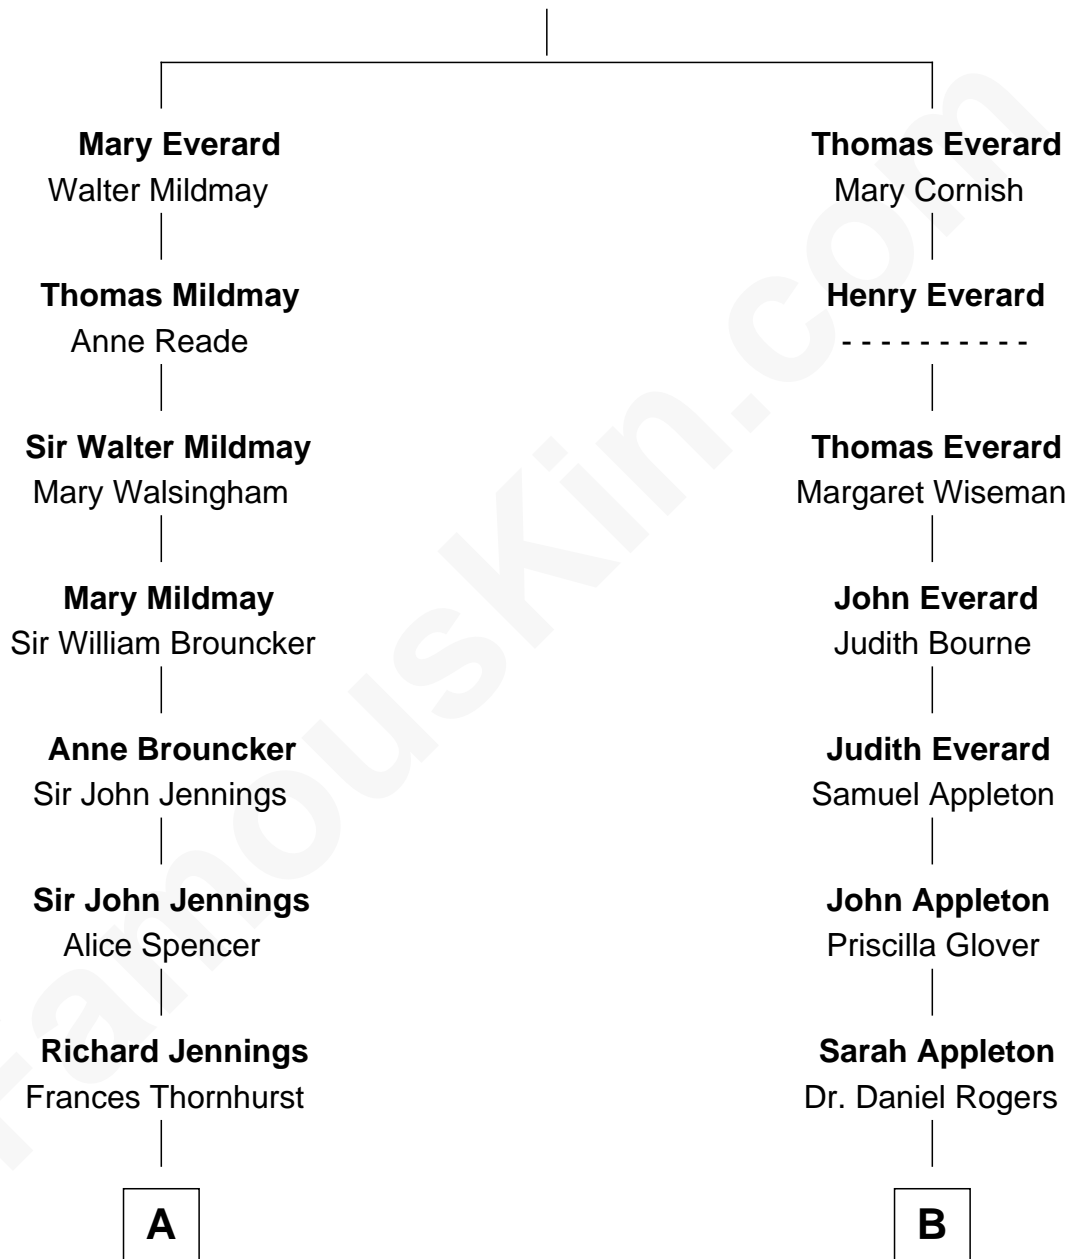 Mary Everard
Walter Mildmay
Thomas Mildmay
Anne Reade
Sir Walter Mildmay
Mary Walsingham
Mary Mildmay
Sir William Brouncker
Anne Brouncker
Sir John Jennings
Sir John Jennings
Alice Spencer
Richard Jennings
Frances Thornhurst
A
Thomas Everard
Mary Cornish
Henry Everard
- - - - - - - - - -
Thomas Everard
Margaret Wiseman
John Everard
Judith Bourne
Judith Everard
Samuel Appleton
John Appleton
Priscilla Glover
Sarah Appleton
Dr. Daniel Rogers
B
FamousKin.com